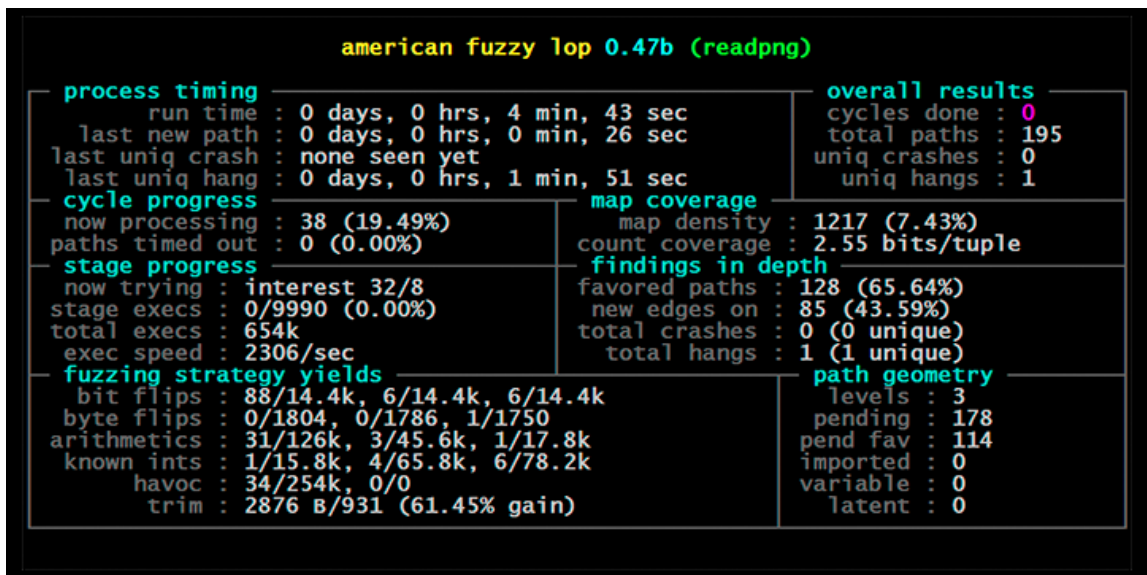 american fuzzy lop 0.47b (readpng)
process timing overall results
run time : 0 days, 0 hrs, 4 min, 43 sec cycles done : 0
last new path : 0 days, 0 hrs, 0 min, 26 sec total paths : 195
last uniq crash : none seen yet uniq crashes : 0
last uniq hang : 0 days, 0 hrs, 1 min, 51 sec uniq hangs : 1
cycle progress map coverage
now processing : 38 (19.49%) map density : 1217 (7.43%)
paths timed out : 0 (0.00%) count coverage : 2.55 bits/tuple
stage progress findings in depth
now trying : interest 32/8 favored paths : 128 (65.64%)
stage execs : 0/9990 (0.00%) new edges on : 85 (43.59%)
total execs : 654k total crashes : 0 (0 unique)
exec speed : 2306/sec total hangs : 1 (1 unique)
fuzzing strategy yields path geometry
bit flips : 88/14.4k, 6/14.4k, 6/14.4k levels : 3
byte flips : 0/1804, 0/1786, 1/1750 pending : 178
arithmetics : 31/126k, 3/45.6k, 1/17.8k pend fav : 114
known ints : 1/15.8k, 4/65.8k, 6/78.2k imported : 0
havoc : 34/254k, 0/0 variable : 0
trim : 2876 B/931 (61.45% gain) latent : 0